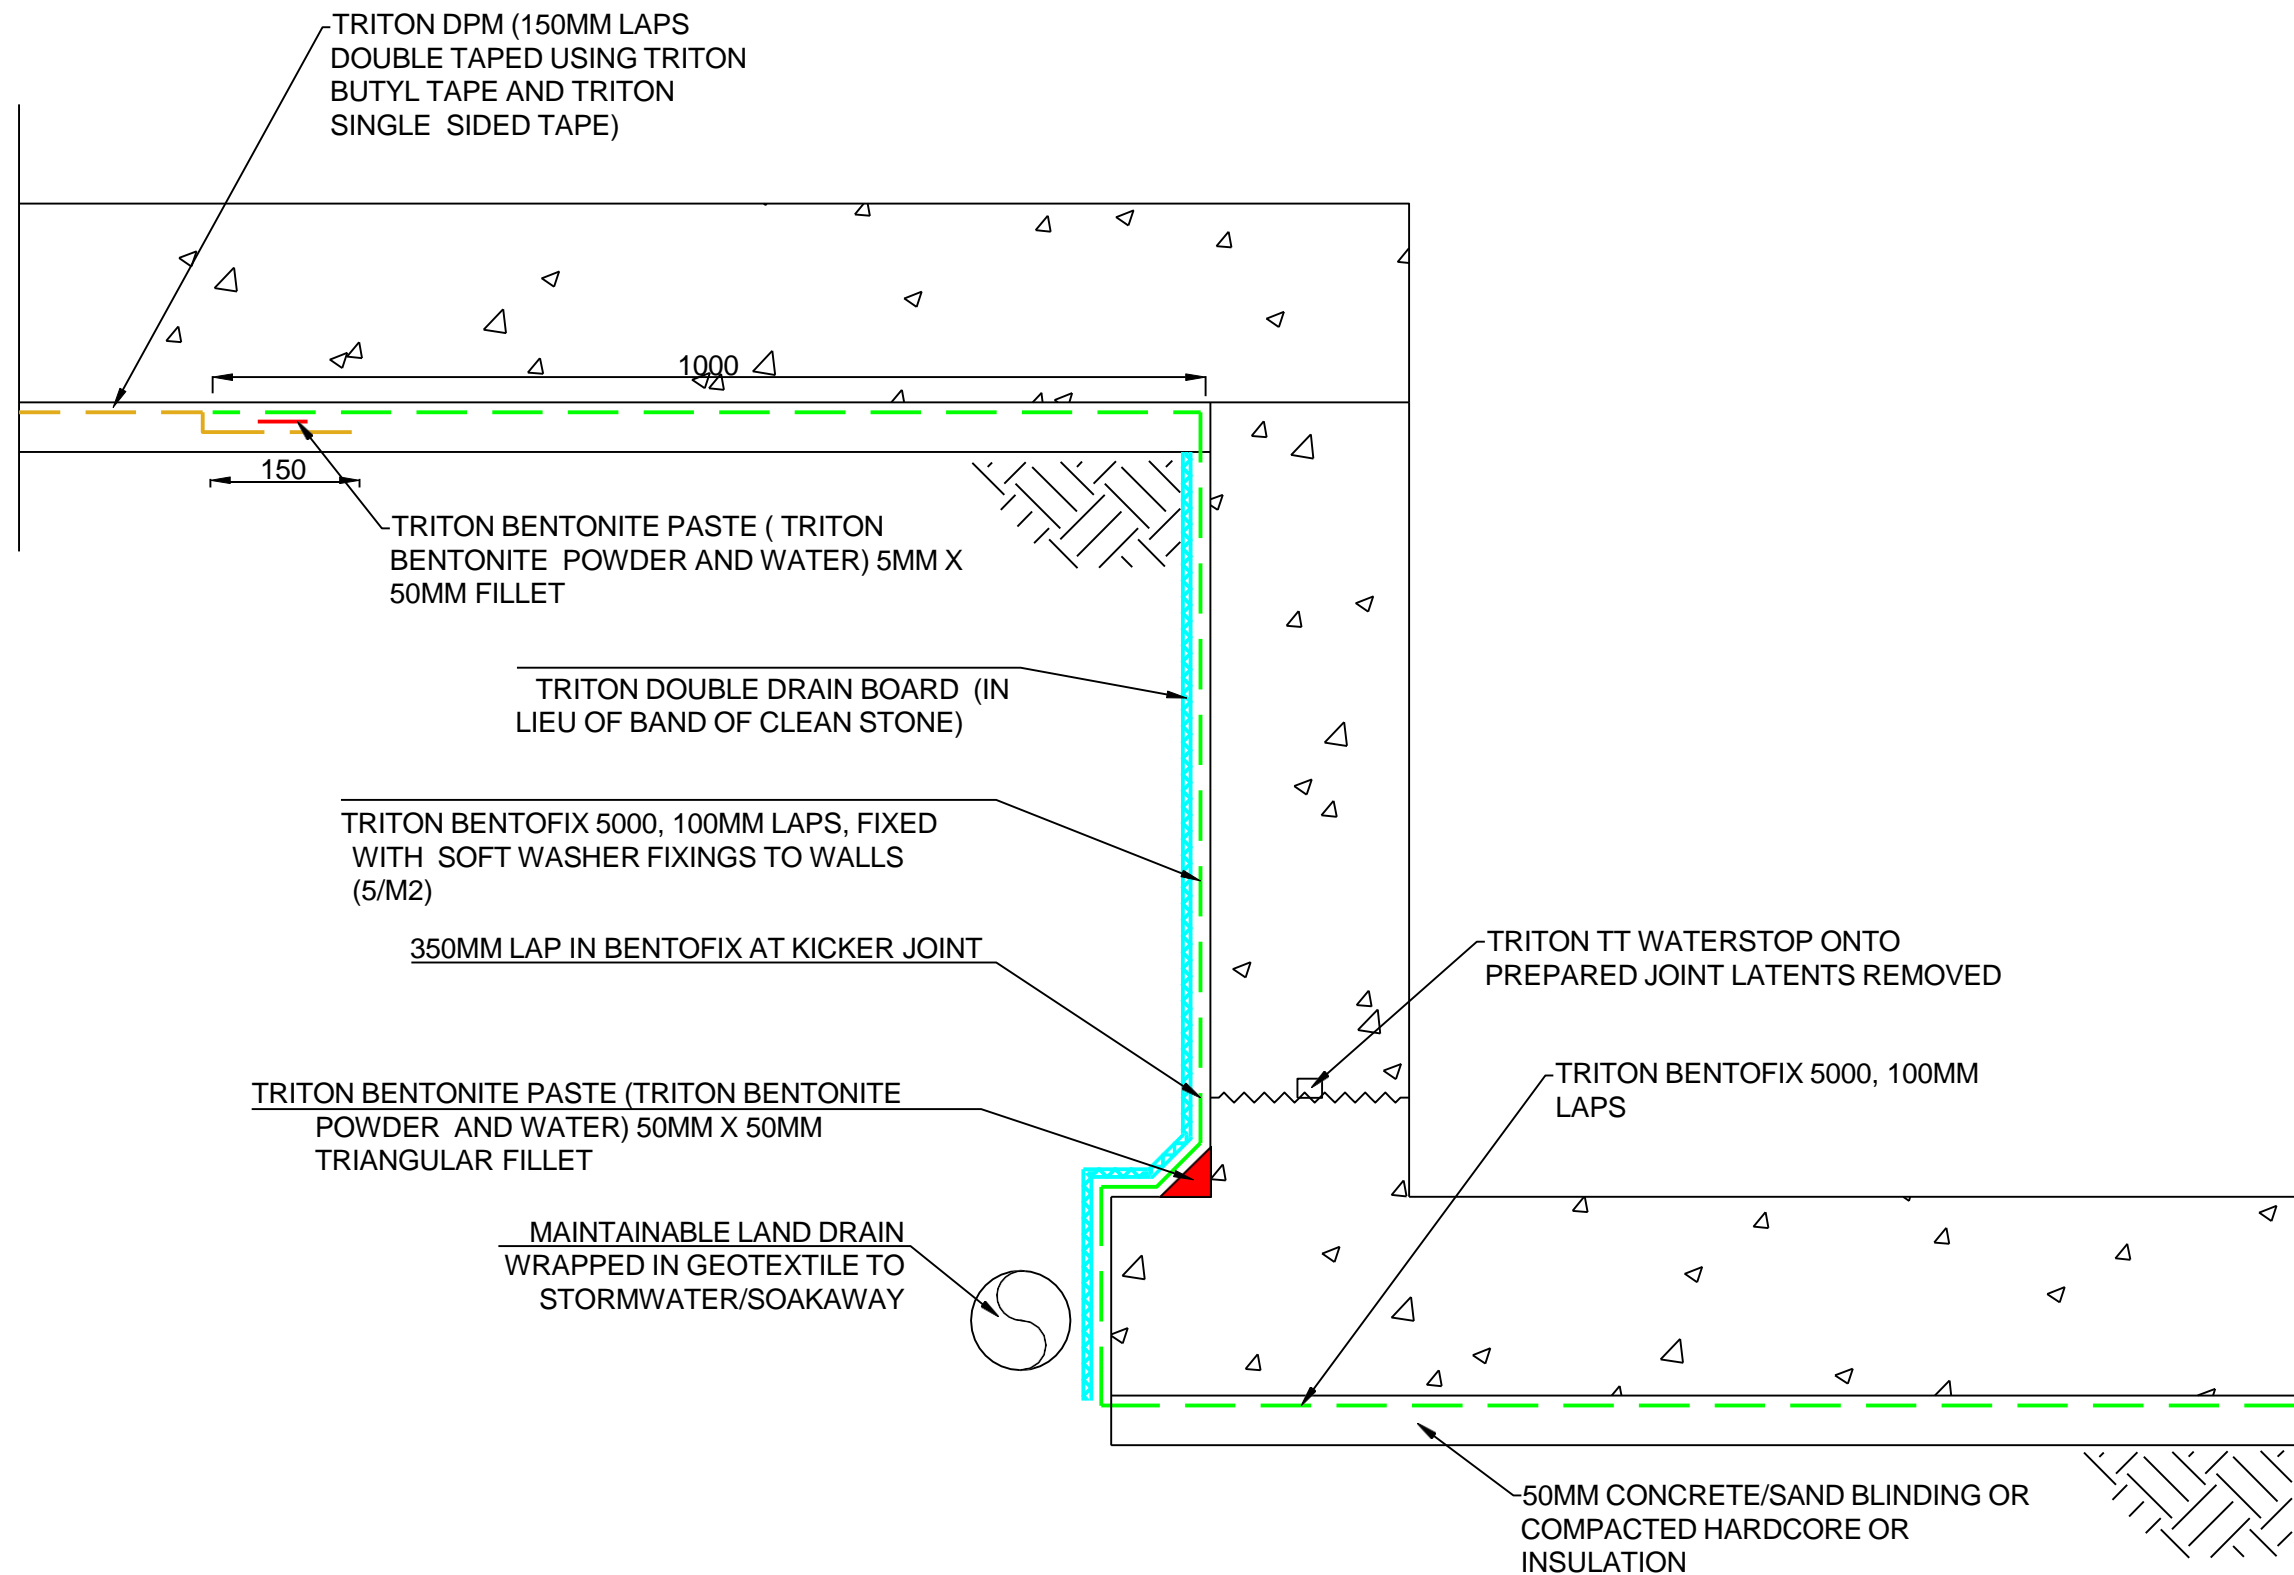 TRITON DPM (150MM LAPS
DOUBLE TAPED USING TRITON
BUTYL TAPE AND TRITON
SINGLE SIDED TAPE)
1000
150
TRITON BENTONITE PASTE ( TRITON
BENTONITE POWDER AND WATER) 5MM X
50MM FILLET
TRITON DOUBLE DRAIN BOARD (IN
LIEU OF BAND OF CLEAN STONE)
TRITON BENTOFIX 5000, 100MM LAPS, FIXED
WITH SOFT WASHER FIXINGS TO WALLS
(5/M2)
350MM LAP IN BENTOFIX AT KICKER JOINT
TRITON TT WATERSTOP ONTO
PREPARED JOINT LATENTS REMOVED
TRITON BENTOFIX 5000, 100MM
LAPS
TRITON BENTONITE PASTE (TRITON BENTONITE
POWDER AND WATER) 50MM X 50MM
TRIANGULAR FILLET
MAINTAINABLE LAND DRAIN
WRAPPED IN GEOTEXTILE TO
STORMWATER/SOAKAWAY
50MM CONCRETE/SAND BLINDING OR
COMPACTED HARDCORE OR
INSULATION